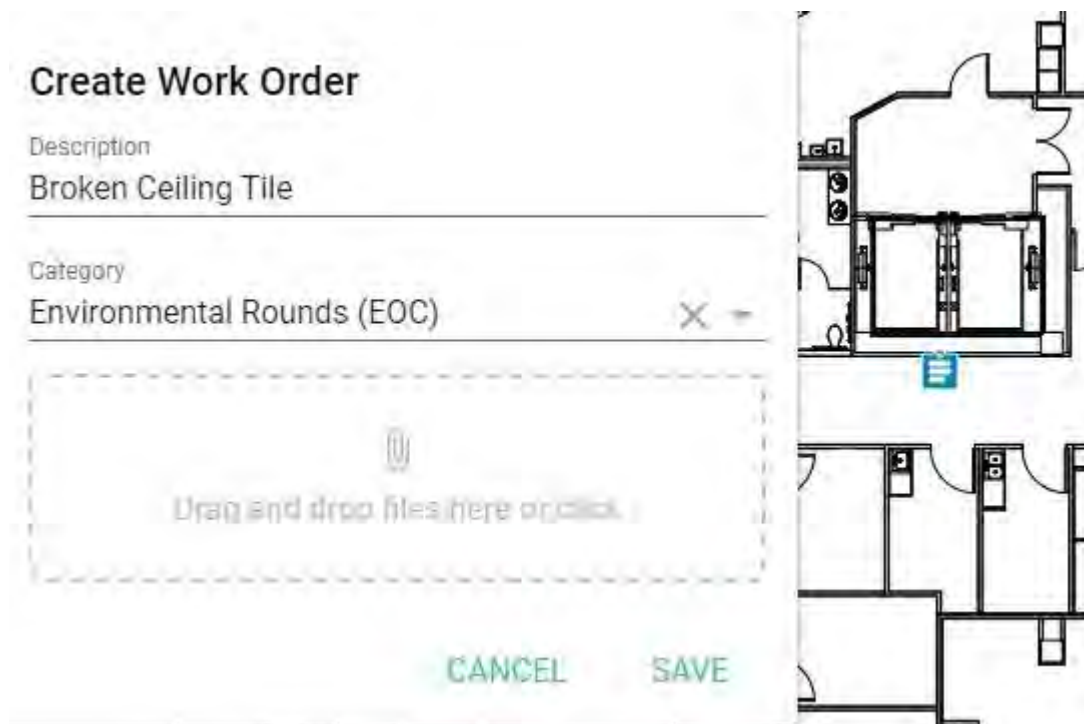 Create Work Order
Description
Broken Ceiling Tile
Category
Environmental Rounds (EOC)
Drag and drop files here or click
CANCEL
SAVE